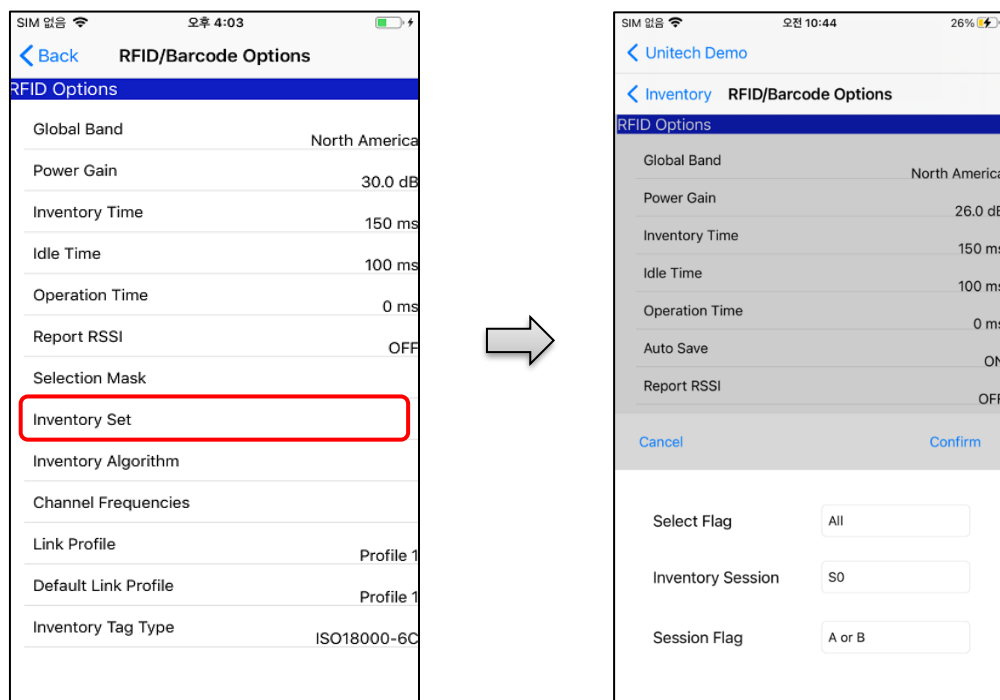 SIM 없음 오후 4:03
Back RFID/Barcode Options
RFID Options
Global Band
North America
Power Gain
30.0 dB
Inventory Time
150 ms
Idle Time
100 ms
Operation Time
0 ms
Report RSSI
OFF
Selection Mask
Inventory Set
Inventory Algorithm
Channel Frequencies
Link Profile
Profile 1
Default Link Profile
Profile 1
Inventory Tag Type
ISO18000-6C
SIM 없음 오전 10:44 26%
Unitech Demo
Inventory RFID/Barcode Options
RFID Options
Global Band
North America
Power Gain
26.0 dB
Inventory Time
150 ms
Idle Time
100 ms
Operation Time
0 ms
Auto Save
ON
Report RSSI
OFF
Cancel Confirm
Select Flag All
Inventory Session S0
Session Flag A or B